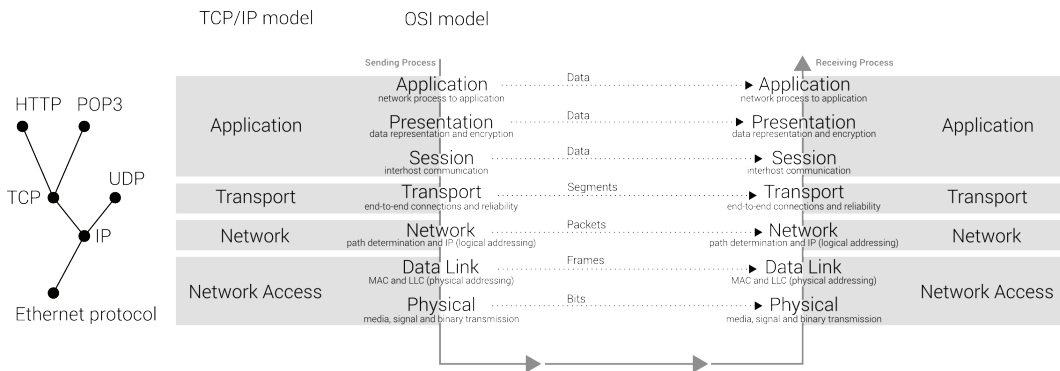 TCP/IP model
OSI model
Sending Process
Receiving Process
HTTP
POP3
TCP
UDP
IP
Ethernet protocol
Application
Transport
Network
Network Access
Application
network process to application
Presentation
data representation and encryption
Session
interhost communication
Transport
end-to-end connections and reliability
Network
path determination and IP (logical addressing)
Data Link
MAC and LLC (physical addressing)
Physical
media, signal and binary transmission
Data
Data
Data
Segments
Packets
Frames
Bits
Application
network process to application
Presentation
data representation and encryption
Session
interhost communication
Transport
end-to-end connections and reliability
Network
path determination and IP (logical addressing)
Data Link
MAC and LLC (physical addressing)
Physical
media, signal and binary transmission
Application
Transport
Network
Network Access